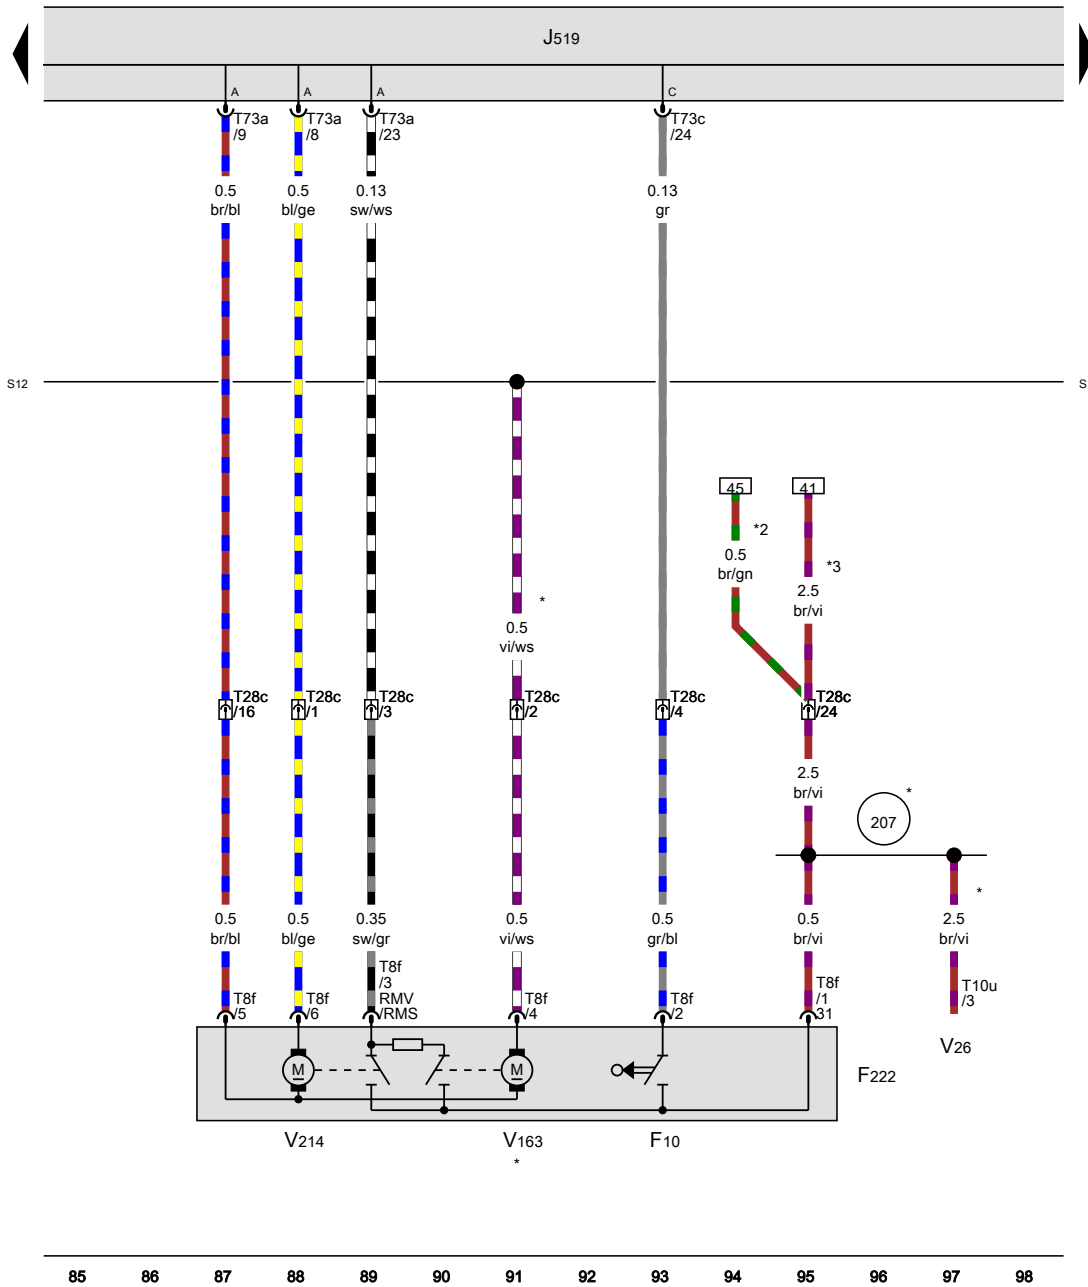 J519
A A A C
T73a T73a T73a T73c
/9 /8 /23 /24
0.5 0.5 0.13 0.13
br/bl bl/ge sw/ws gr
S12 S
45 41
*2
0.5
br/gn
*3
2.5
br/vi
*
0.5
vi/ws
T28c T28c T28c T28c T28c T28c
/16 /1 /3 /2 /4 /24
2.5
br/vi
*
207
*
0.5 0.5 0.35 0.5 0.5 0.5 2.5
br/bl bl/ge sw/gr vi/ws gr/bl br/vi br/vi
T8f
/3
T8f
/1
T10u
/3
T8f T8f RMV T8f T8f
/5 /6 /RMS /4 /2 31
V26
M M
F222
V214 V163 F10
*
85 86 87 88 89 90 91 92 93 94 95 96 97 98